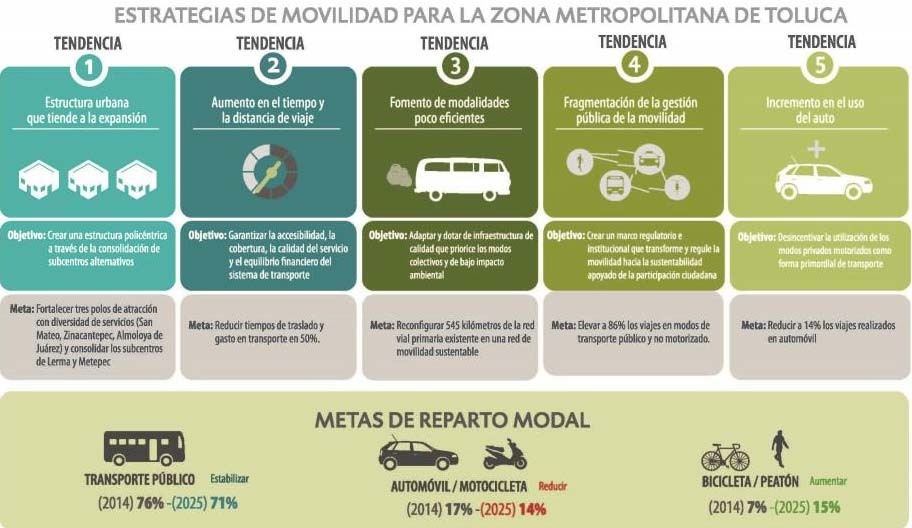 ESTRATEGIAS DE MOVILIDAD PARA LA ZONA METROPOLITANA DE TOLUCA
TENDENCIA
1
Estructura urbana
que tiende a la expansión
Objetivo: Crear una estructura policéntrica
a través de la consolidación de
subcentros alternativos
Meta: Fortalecer tres polos de atracción
con diversidad de servicios (San
Mateo, Zinacantepec, Almoloya de
Juárez) y consolidar los subcentros
de Lerma y Metepec
TENDENCIA
2
Aumento en el tiempo y
la distancia de viaje
Objetivo: Garantizar la accesibilidad, la
cobertura, la calidad del servicio
y el equilibrio financiero del
sistema de transporte
Meta: Reducir tiempos de traslado y
gasto en transporte en 50%.
TENDENCIA
3
Fomento de modalidades
poco eficientes
Objetivo: Adaptar y dotar de infraestructura de
calidad que priorice los modos
colectivos y de bajo impacto
ambiental
Meta: Reconfigurar 545 kilómetros de la red
vial primaria existente en una red de
movilidad sustentable
TENDENCIA
4
Fragmentación de la gestión
pública de la movilidad
Objetivo: Crear un marco regulatorio e
institucional que transforme y regule la
movilidad hacia la sustentabilidad
apoyado de la participación ciudadana
Meta: Elevar a 86% los viajes en modos de
transporte público y no motorizado.
TENDENCIA
5
Incremento en el uso
del auto
Objetivo: Desincentivar la utilización de los
modos privados motorizados como
forma primordial de transporte
Meta: Reducir a 14% los viajes realizados
en automóvil
METAS DE REPARTO MODAL
TRANSPORTE PÚBLICO Estabilizar
(2014) 76% -(2025) 71%
AUTOMÓVIL / MOTOCICLETA Reducir
(2014) 17% -(2025) 14%
BICICLETA / PEATÓN Aumentar
(2014) 7% -(2025) 15%